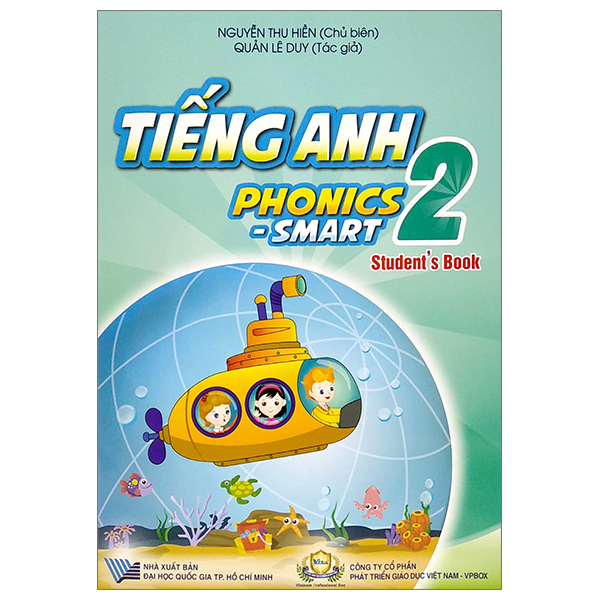 NGUYỄN THU HIỀN (Chủ biên)
QUẢN LÊ DUY (Tác giả)
TIẾNG ANH
PHONICS
- SMART
2
Student's Book
NHÀ XUẤT BẢN
ĐẠI HỌC QUỐC GIA TP. HỒ CHÍ MINH
CÔNG TY CỔ PHẦN
PHÁT TRIỂN GIÁO DỤC VIỆT NAM - VPBOX